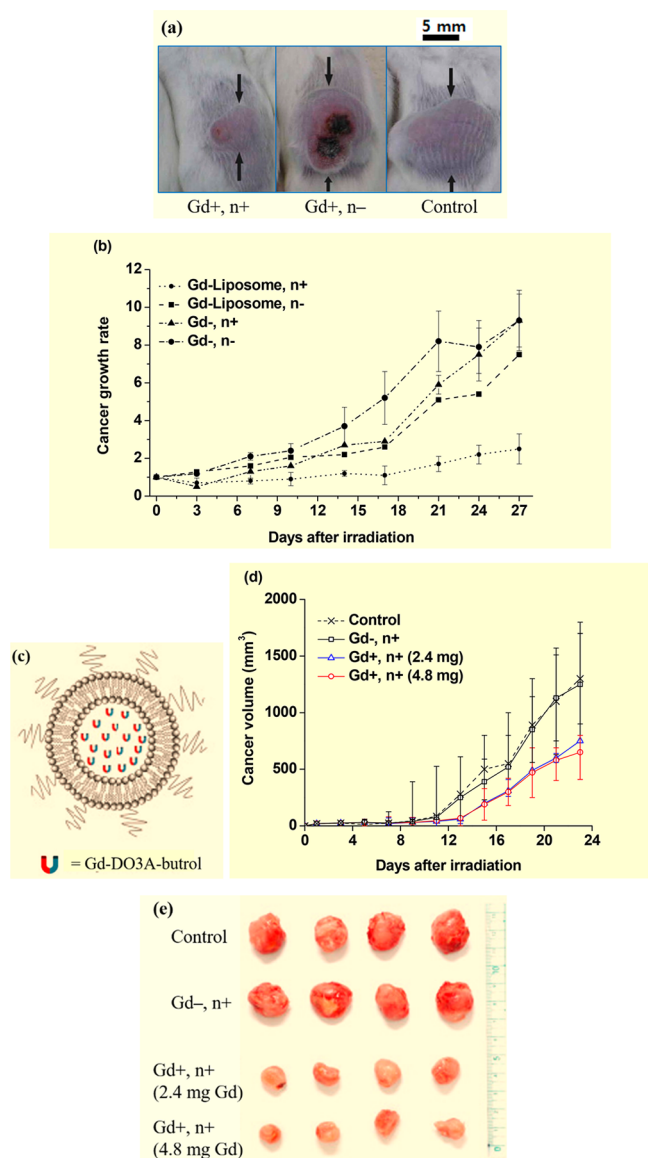 (a)
5 mm
Gd+, n+ Gd+, n– Control
(b)
12
10
8
6
4
2
0
Cancer growth rate
Gd-Liposome, n+
Gd-Liposome, n-
Gd-, n+
Gd-, n-
0 3 6 9 12 15 18 21 24 27
Days after irradiation
(c)
= Gd-DO3A-butrol
(d)
2000
1500
1000
500
0
Cancer volume (mm³)
Control
Gd-, n+
Gd+, n+ (2.4 mg)
Gd+, n+ (4.8 mg)
0 4 8 12 16 20 24
Days after irradiation
(e)
Control
Gd–, n+
Gd+, n+
(2.4 mg Gd)
Gd+, n+
(4.8 mg Gd)
10
5
0